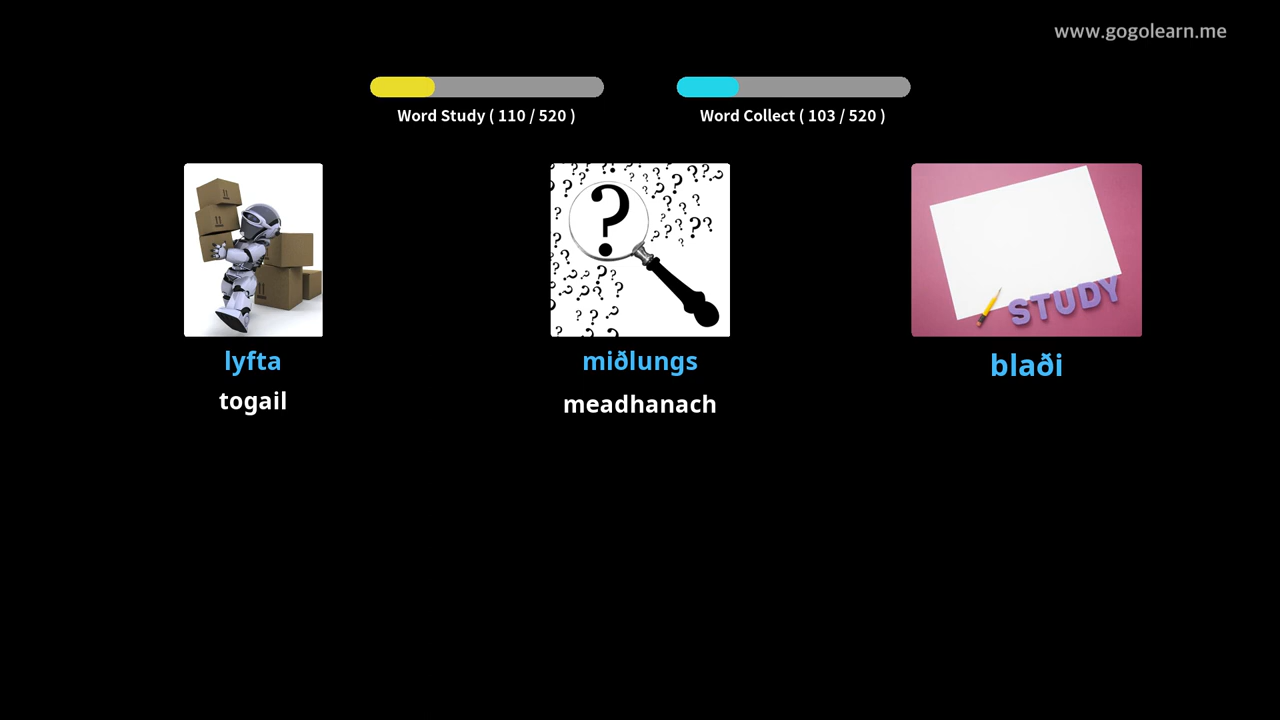 www.gogolearn.me
Word Study ( 110 / 520 )
Word Collect ( 103 / 520 )
STUDY
lyfta
miðlungs
blaði
togail
meadhanach